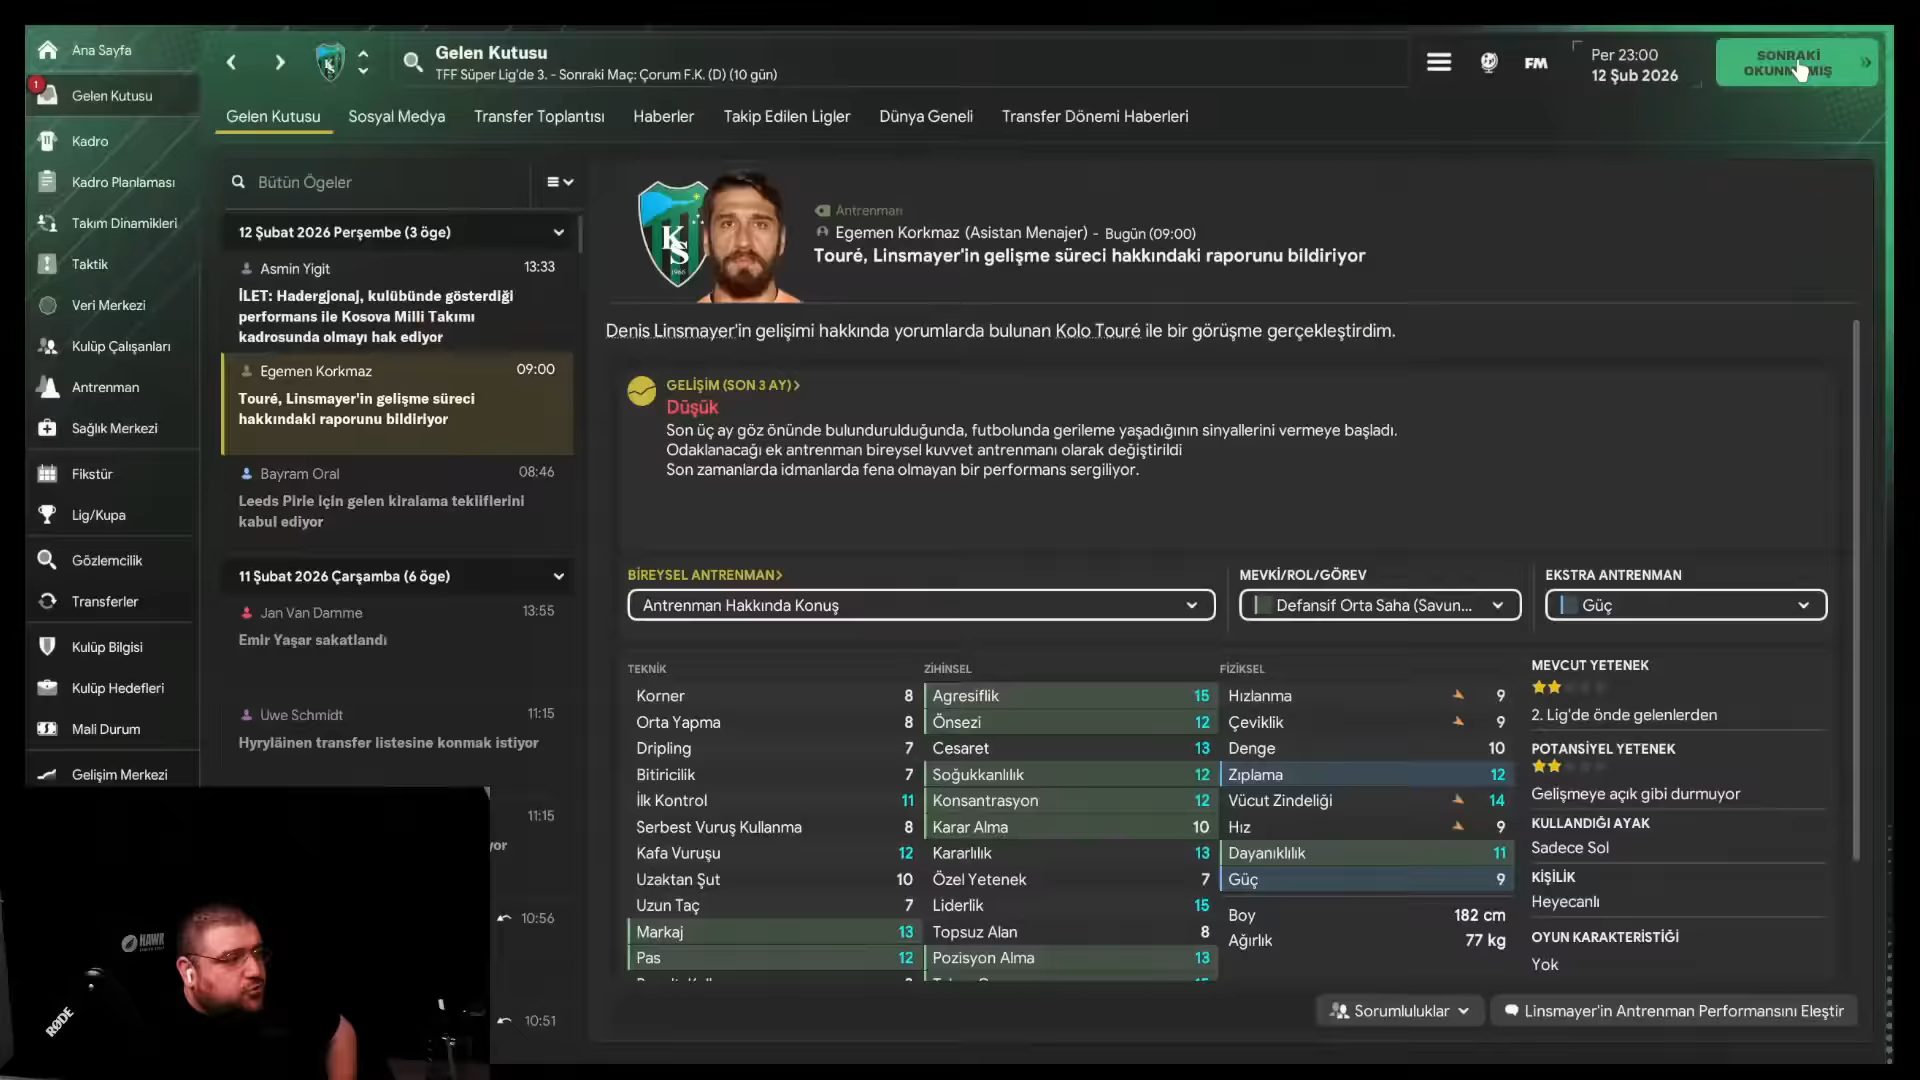 Ana Sayfa
1
Gelen Kutusu
Kadro
Kadro Planlaması
Takım Dinamikleri
Taktik
Veri Merkezi
Kulüp Çalışanları
Antrenman
Sağlık Merkezi
Fikstür
Lig/Kupa
Gözlemcilik
Transferler
Kulüp Bilgisi
Kulüp Hedefleri
Mali Durum
Gelişim Merkezi
Gelen Kutusu
TFF Süper Lig'de 3. - Sonraki Maç: Çorum F.K. (D) (10 gün)
FM
Per 23:00
12 Şub 2026
SONRAKİ
Gelen Kutusu
Sosyal Medya
Transfer Toplantısı
Haberler
Takip Edilen Ligler
Dünya Geneli
Transfer Dönemi Haberleri
Bütün Ögeler
12 Şubat 2026 Perşembe (3 öge)
Asmin Yigit
13:33
İLET: Hadergjonaj, kulübünde gösterdiği
performans ile Kosova Milli Takımı
kadrosunda olmayı hak ediyor
Egemen Korkmaz
09:00
Touré, Linsmayer'in gelişme süreci
hakkındaki raporunu bildiriyor
Bayram Oral
08:46
Leeds Pirie için gelen kiralama tekliflerini
kabul ediyor
11 Şubat 2026 Çarşamba (6 öge)
Jan Van Damme
13:55
Emir Yaşar sakatlandı
Uwe Schmidt
11:15
Hyryläinen transfer listesine konmak istiyor
11:15
yor
10:56
10:51
KS
1966
Antrenman
Egemen Korkmaz (Asistan Menajer) - Bugün (09:00)
Touré, Linsmayer'in gelişme süreci hakkındaki raporunu bildiriyor
Denis Linsmayer'in gelişimi hakkında yorumlarda bulunan Kolo Touré ile bir görüşme gerçekleştirdim.
GELİŞİM (SON 3 AY)>
Düşük
Son üç ay göz önünde bulundurulduğunda, futbolunda gerileme yaşadığının sinyallerini vermeye başladı.
Odaklanacağı ek antrenman bireysel kuvvet antrenmanı olarak değiştirildi
Son zamanlarda idmanlarda fena olmayan bir performans sergiliyor.
BİREYSEL ANTRENMAN>
Antrenman Hakkında Konuş
MEVKİ/ROL/GÖREV
Defansif Orta Saha (Savun...
EKSTRA ANTRENMAN
Güç
TEKNİK
Korner 8
Orta Yapma 8
Dripling 7
Bitiricilik 7
İlk Kontrol 11
Serbest Vuruş Kullanma 8
Kafa Vuruşu 12
Uzaktan Şut 10
Uzun Taç 7
Markaj 13
Pas 12
ZİHİNSEL
Agresiflik 15
Önsezi 12
Cesaret 13
Soğukkanlılık 12
Konsantrasyon 12
Karar Alma 10
Kararlılık 13
Özel Yetenek 7
Liderlik 15
Topsuz Alan 8
Pozisyon Alma 13
FİZİKSEL
Hızlanma 9
Çeviklik 9
Denge 10
Zıplama 12
Vücut Zindeliği 14
Hız 9
Dayanıklılık 11
Güç 9
Boy 182 cm
Ağırlık 77 kg
MEVCUT YETENEK
2. Lig'de önde gelenlerden
POTANSİYEL YETENEK
Gelişmeye açık gibi durmuyor
KULLANDIĞI AYAK
Sadece Sol
KİŞİLİK
Heyecanlı
OYUN KARAKTERİSTİĞİ
Yok
Sorumluluklar
Linsmayer'in Antrenman Performansını Eleştir
HAWK
RØDE